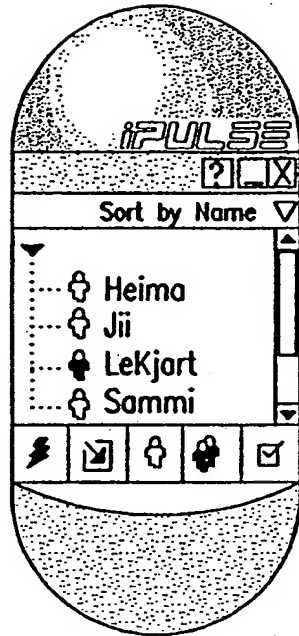 iPULSE
? _ X
Sort by Name
Heima
Jii
LeKjart
Sammi